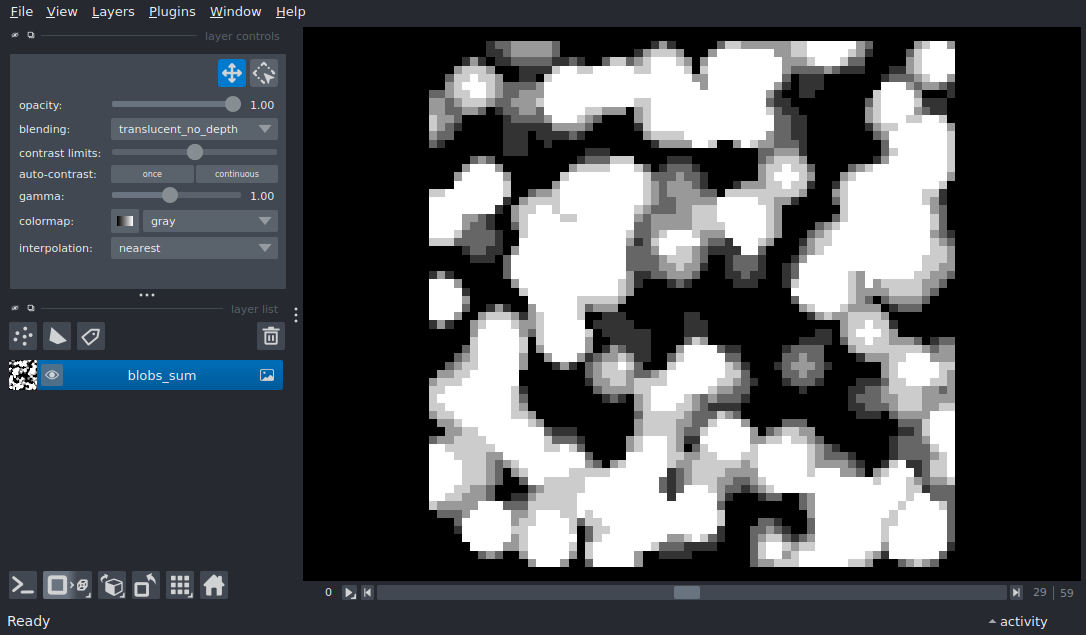 File View Layers Plugins Window Help
layer controls
opacity: 1.00
blending: translucent_no_depth
contrast limits:
auto-contrast: once continuous
gamma: 1.00
colormap: gray
interpolation: nearest
layer list
blobs_sum
0 29 59
Ready activity